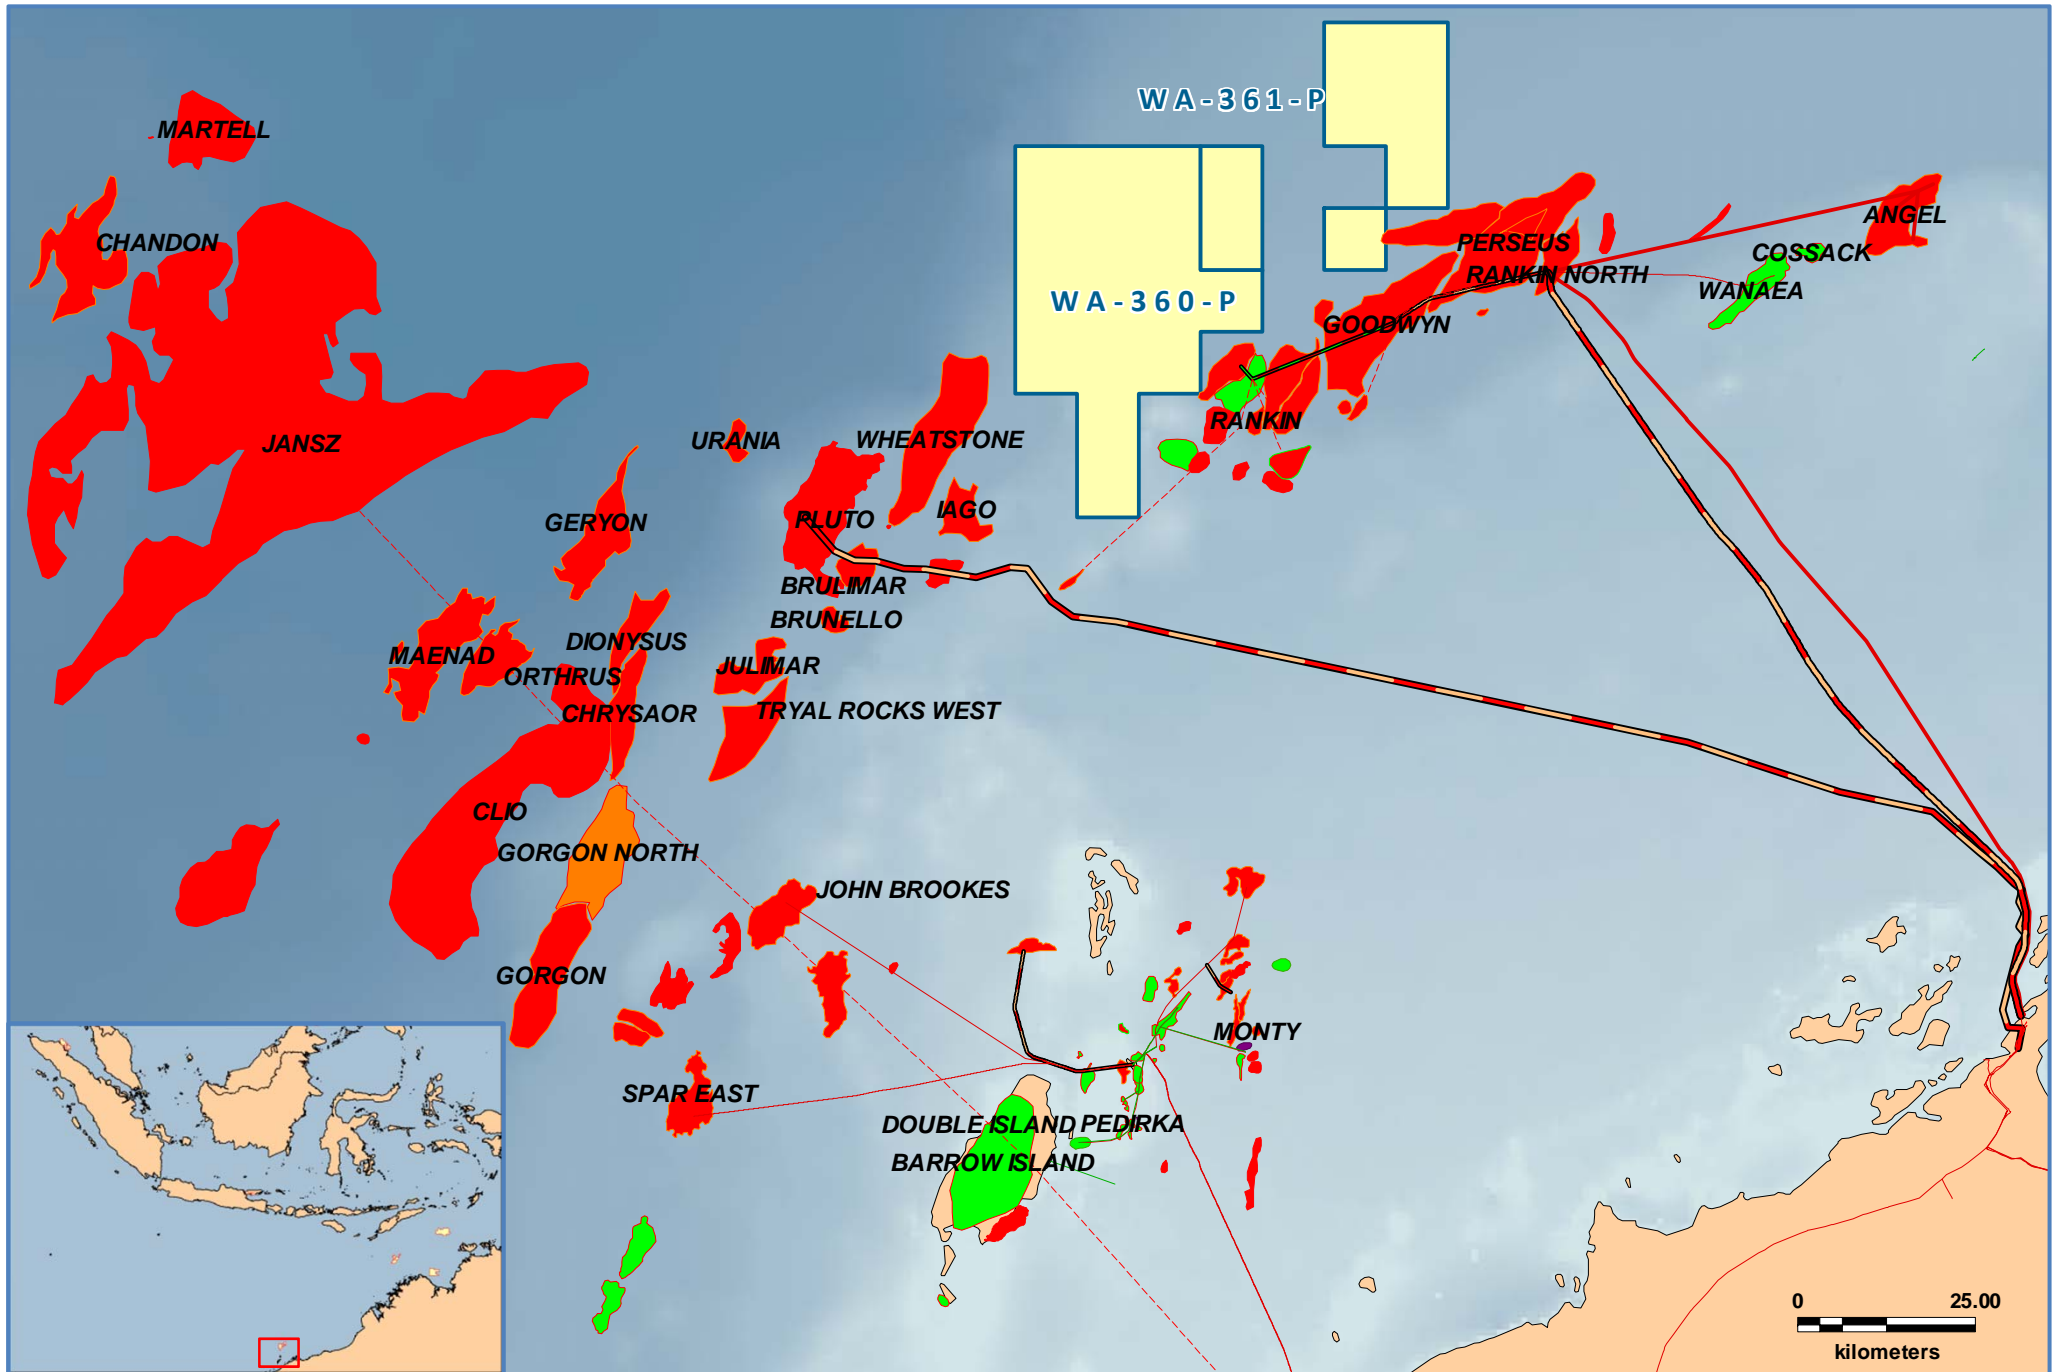 WA-361-P
MARTELL
ANGEL
CHANDON
PERSEUS
COSSACK
RANKIN NORTH
WANAEA
WA-360-P
GOODWYN
RANKIN
JANSZ
URANIA
WHEATSTONE
IAGO
GERYON
PLUTO
BRULIMAR
BRUNELLO
DIONYSUS
MAENAD
JULIMAR
ORTHRUS
CHRYSAOR
TRYAL ROCKS WEST
CLIO
GORGON NORTH
JOHN BROOKES
GORGON
MONTY
SPAR EAST
DOUBLE ISLAND
PEDIRKA
BARROW ISLAND
0 25.00
kilometers